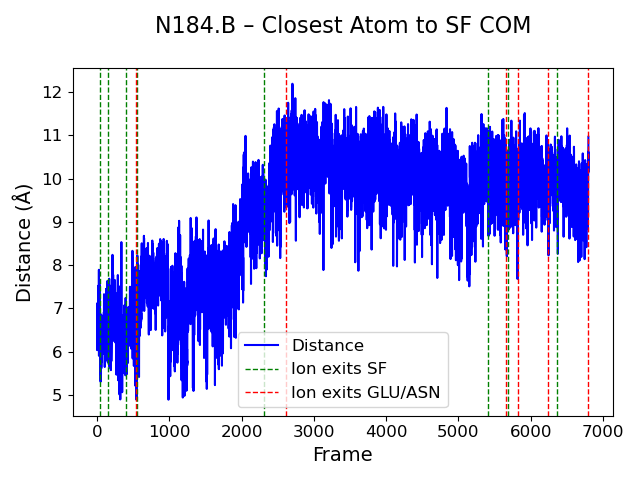 N184.B – Closest Atom to SF COM
Distance (Å)
12
11
10
9
8
7
6
5
Distance
Ion exits SF
Ion exits GLU/ASN
0 1000 2000 3000 4000 5000 6000 7000
Frame